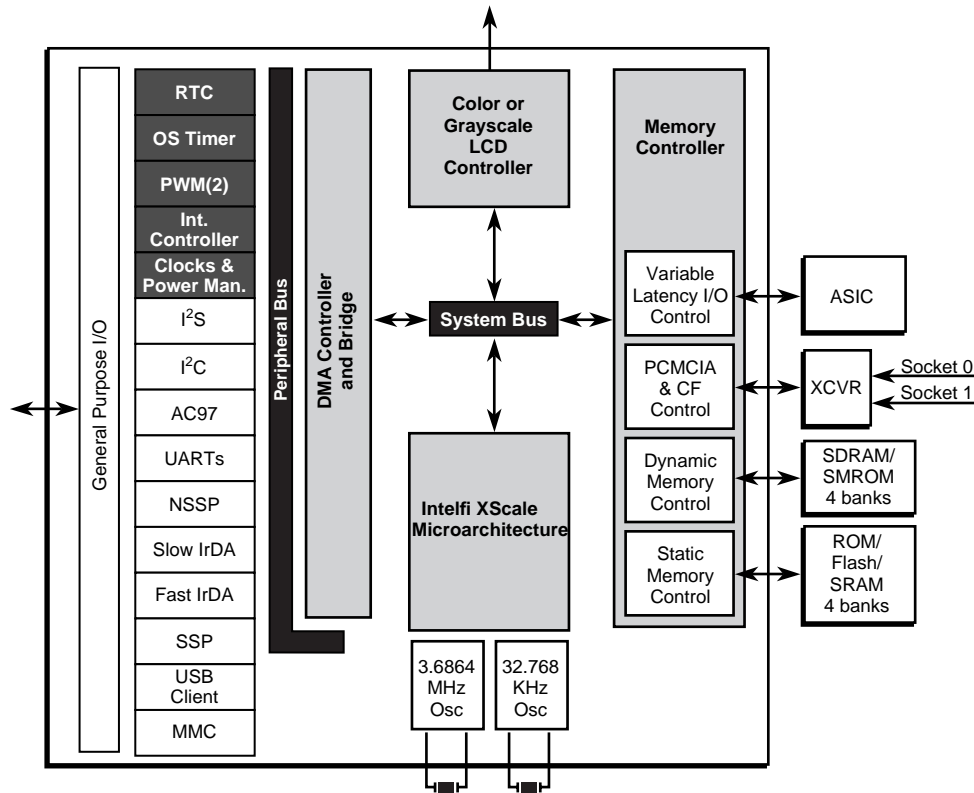 General Purpose I/O
RTC
OS Timer
PWM(2)
Int.
Controller
Clocks &
Power Man.
I²S
I²C
AC97
UARTs
NSSP
Slow IrDA
Fast IrDA
SSP
USB
Client
MMC
Peripheral Bus
DMA Controller
and Bridge
Color or
Grayscale
LCD
Controller
System Bus
Intelfi XScale
Microarchitecture
3.6864
MHz
Osc
32.768
KHz
Osc
Memory
Controller
Variable
Latency I/O
Control
PCMCIA
& CF
Control
Dynamic
Memory
Control
Static
Memory
Control
ASIC
XCVR
Socket 0
Socket 1
SDRAM/
SMROM
4 banks
ROM/
Flash/
SRAM
4 banks